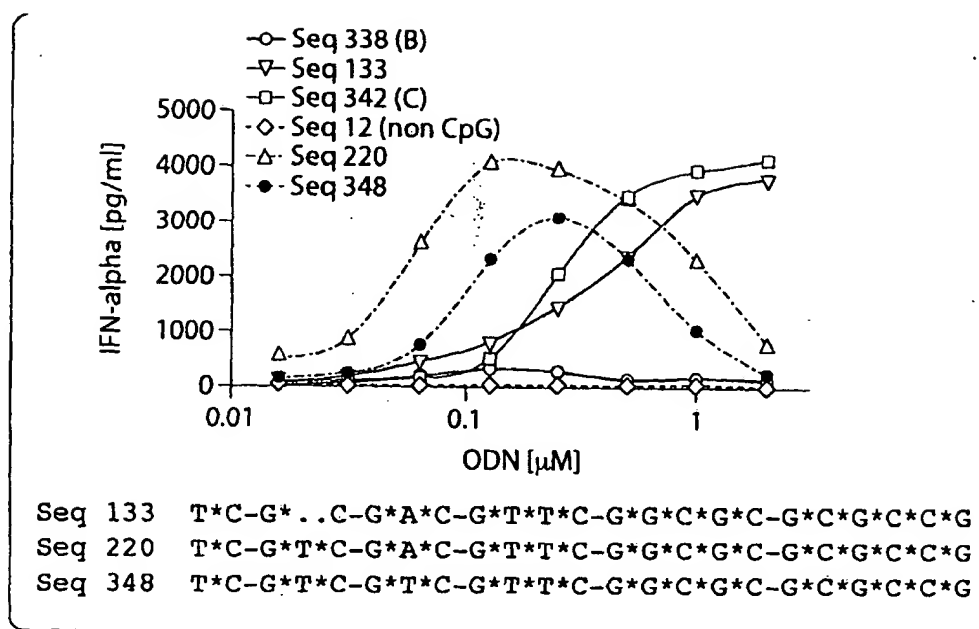 Seq 338 (B)
Seq 133
Seq 342 (C)
Seq 12 (non CpG)
Seq 220
Seq 348
5000
4000
3000
2000
1000
0
IFN-alpha [pg/ml]
0.01
0.1
1
ODN [µM]
Seq 133 T*C-G*..C-G*A*C-G*T*T*C-G*G*C*G*C-G*C*G*C*C*G
Seq 220 T*C-G*T*C-G*A*C-G*T*T*C-G*G*C*G*C-G*C*G*C*C*G
Seq 348 T*C-G*T*C-G*T*C-G*T*T*C-G*G*C*G*C-G*C*G*C*C*G